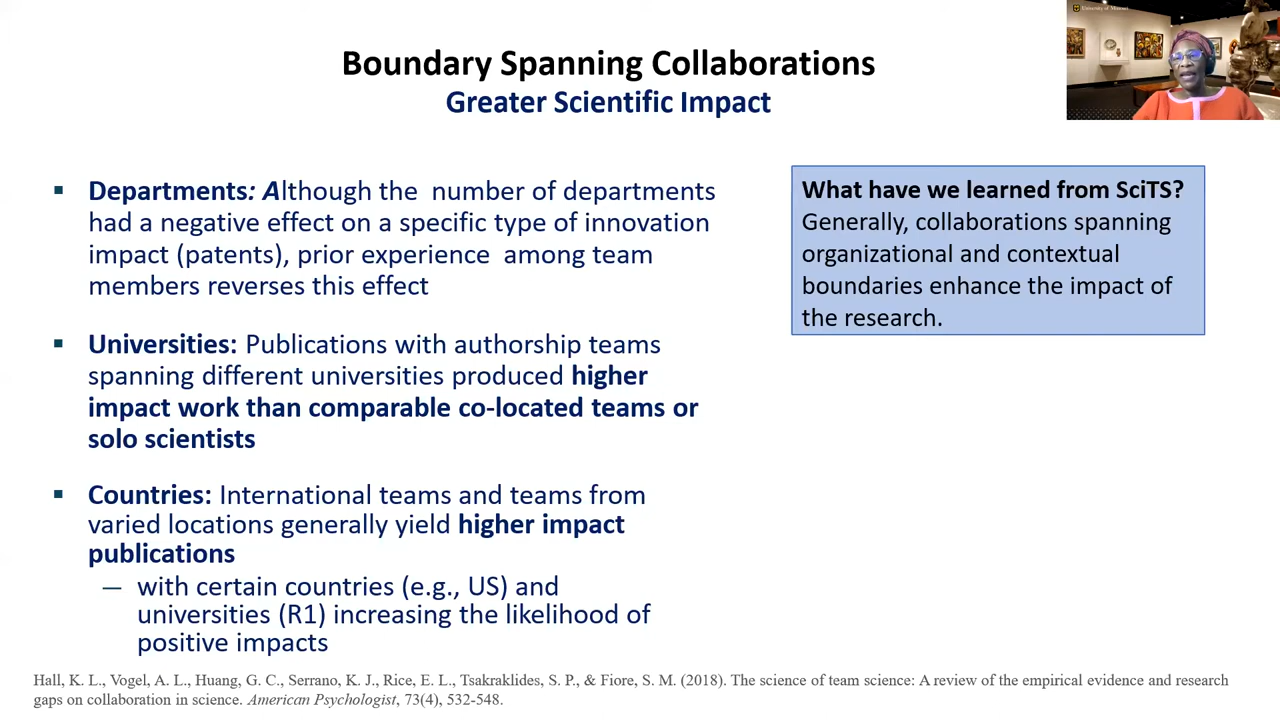 University of Missouri
Boundary Spanning Collaborations
Greater Scientific Impact
▪ Departments: Although the number of departments
had a negative effect on a specific type of innovation
impact (patents), prior experience among team
members reverses this effect
▪ Universities: Publications with authorship teams
spanning different universities produced higher
impact work than comparable co-located teams or
solo scientists
▪ Countries: International teams and teams from
varied locations generally yield higher impact
publications
— with certain countries (e.g., US) and
universities (R1) increasing the likelihood of
positive impacts
What have we learned from SciTS?
Generally, collaborations spanning
organizational and contextual
boundaries enhance the impact of
the research.
Hall, K. L., Vogel, A. L., Huang, G. C., Serrano, K. J., Rice, E. L., Tsakraklides, S. P., & Fiore, S. M. (2018). The science of team science: A review of the empirical evidence and research
gaps on collaboration in science. American Psychologist, 73(4), 532-548.